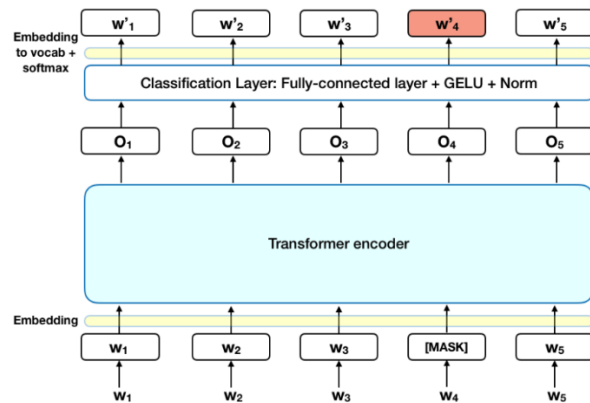 Embedding
to vocab +
softmax
w'₁ w'₂ w'₃ w'₄ w'₅
Classification Layer: Fully-connected layer + GELU + Norm
O₁ O₂ O₃ O₄ O₅
Transformer encoder
Embedding
W₁ W₂ W₃ [MASK] W₅
W₁ W₂ W₃ W₄ W₅